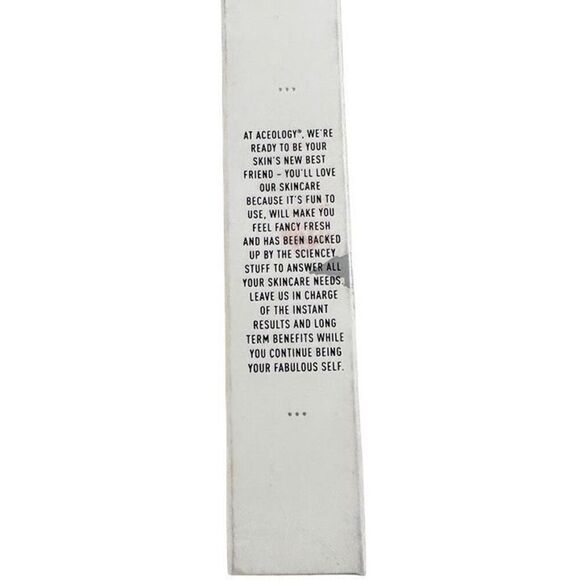 AT ACEOLOGY®, WE'RE
READY TO BE YOUR
SKIN'S NEW BEST
FRIEND – YOU'LL LOVE
OUR SKINCARE
BECAUSE IT'S FUN TO
USE, WILL MAKE YOU
FEEL FANCY FRESH
AND HAS BEEN BACKED
UP BY THE SCIENCEY
STUFF TO ANSWER ALL
YOUR SKINCARE NEEDS.
LEAVE US IN CHARGE
OF THE INSTANT
RESULTS AND LONG
TERM BENEFITS WHILE
YOU CONTINUE BEING
YOUR FABULOUS SELF.